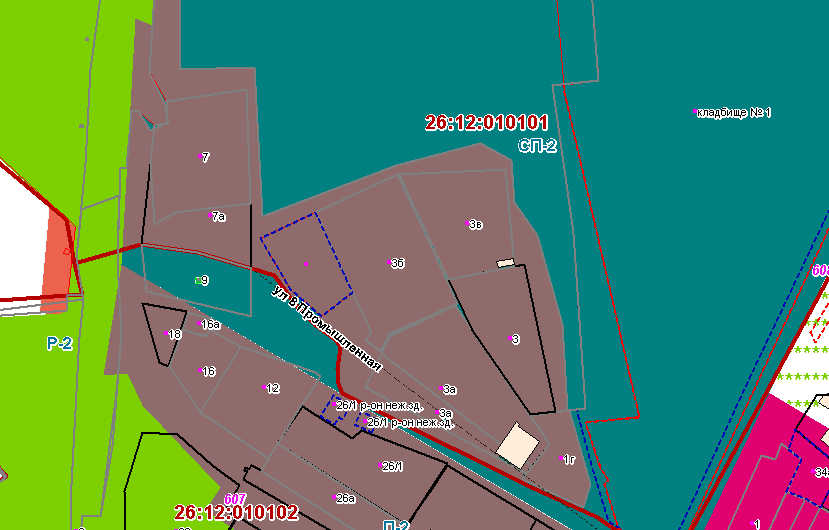 кладбище № 1
26:12:010101
СП-2
7
7а
3в
3б
608
9
ул 8 Промышленная
18
16а
Р-2
3
16
12
3а
26/1 р-он неж.зд.
3а
26/1 р-он неж.зд.
1г
26/1
34
607
26а
26:12:010102
П-2
1